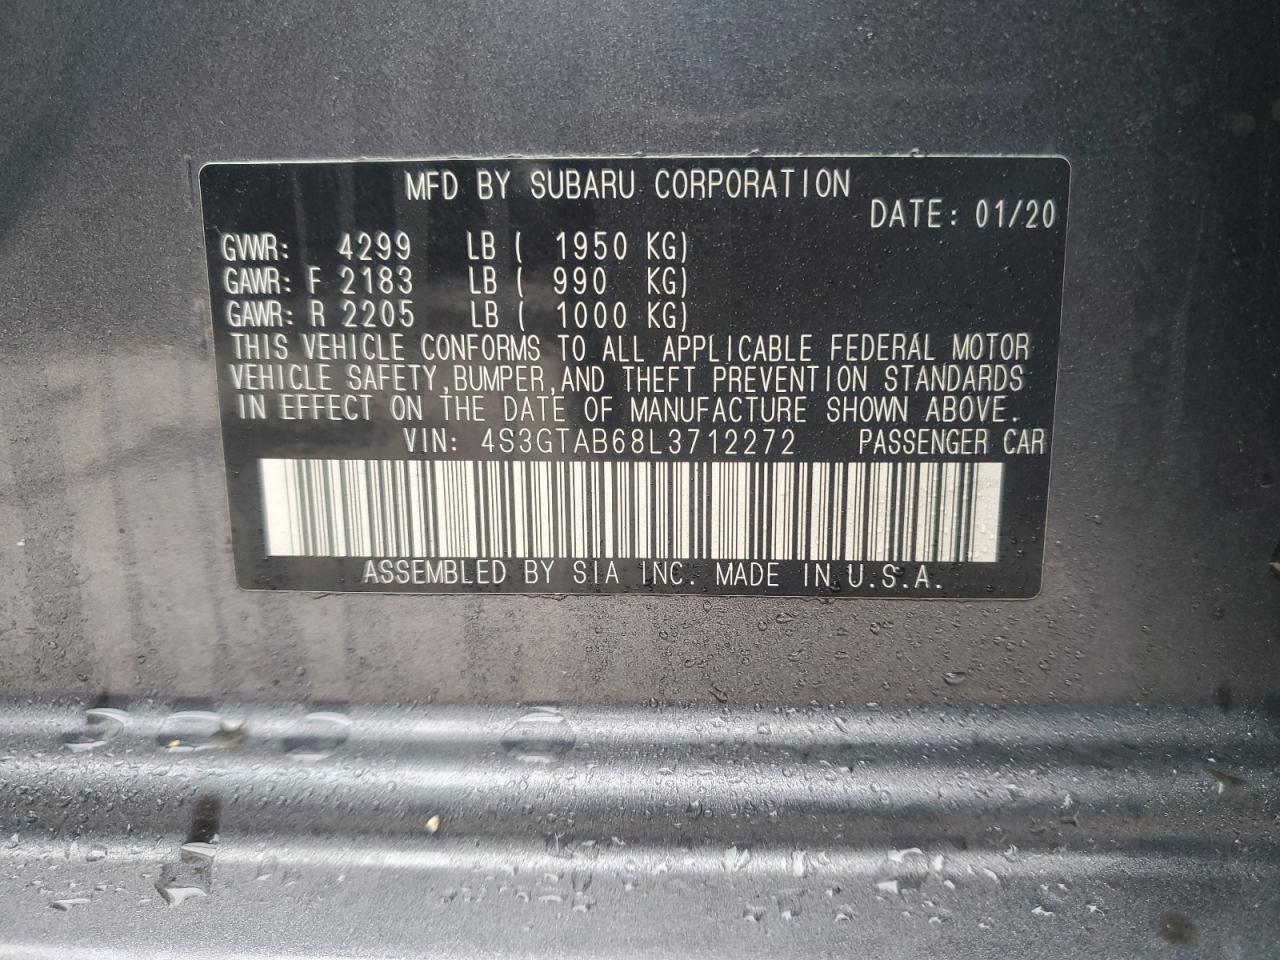 MFD BY SUBARU CORPORATION
DATE: 01/20
GVWR: 4299 LB ( 1950 KG)
GAWR: F 2183 LB ( 990 KG)
GAWR: R 2205 LB ( 1000 KG)
THIS VEHICLE CONFORMS TO ALL APPLICABLE FEDERAL MOTOR
VEHICLE SAFETY, BUMPER, AND THEFT PREVENTION STANDARDS
IN EFFECT ON THE DATE OF MANUFACTURE SHOWN ABOVE.
VIN: 4S3GTAB68L3712272 PASSENGER CAR
ASSEMBLED BY SIA INC. MADE IN U.S.A.